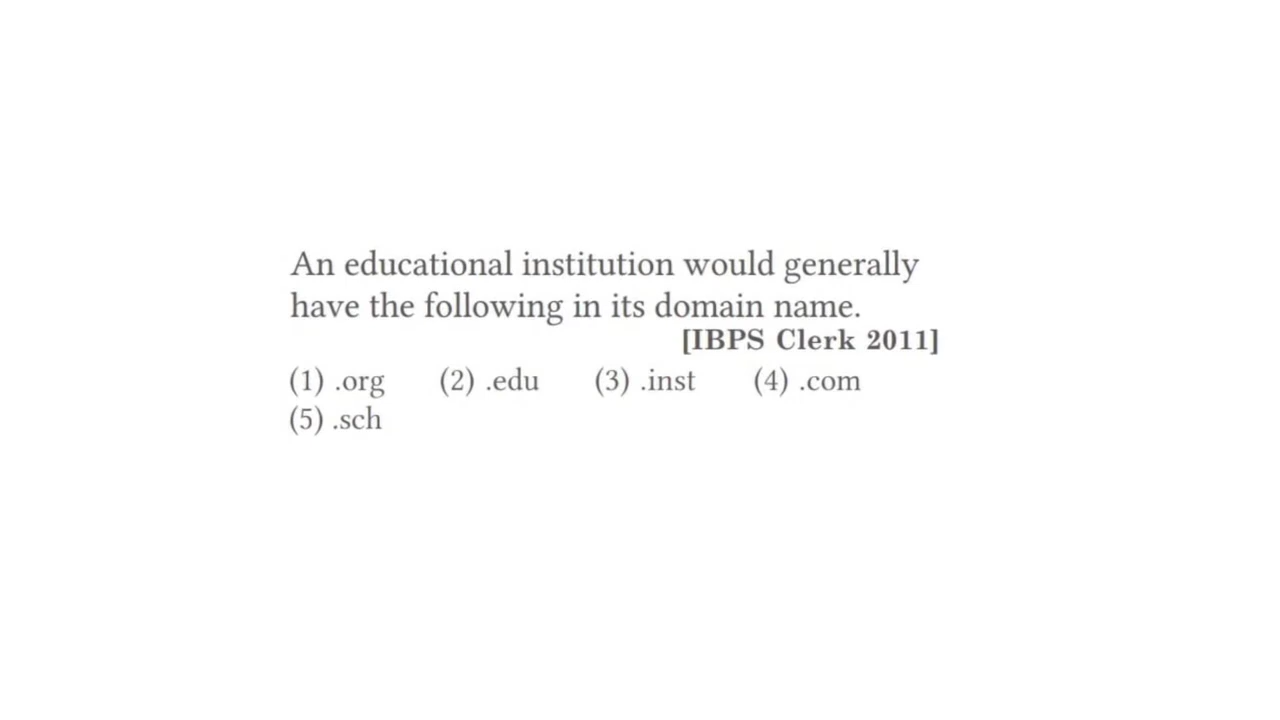 An educational institution would generally
have the following in its domain name.
[IBPS Clerk 2011]
(1) .org (2) .edu (3) .inst (4) .com
(5) .sch